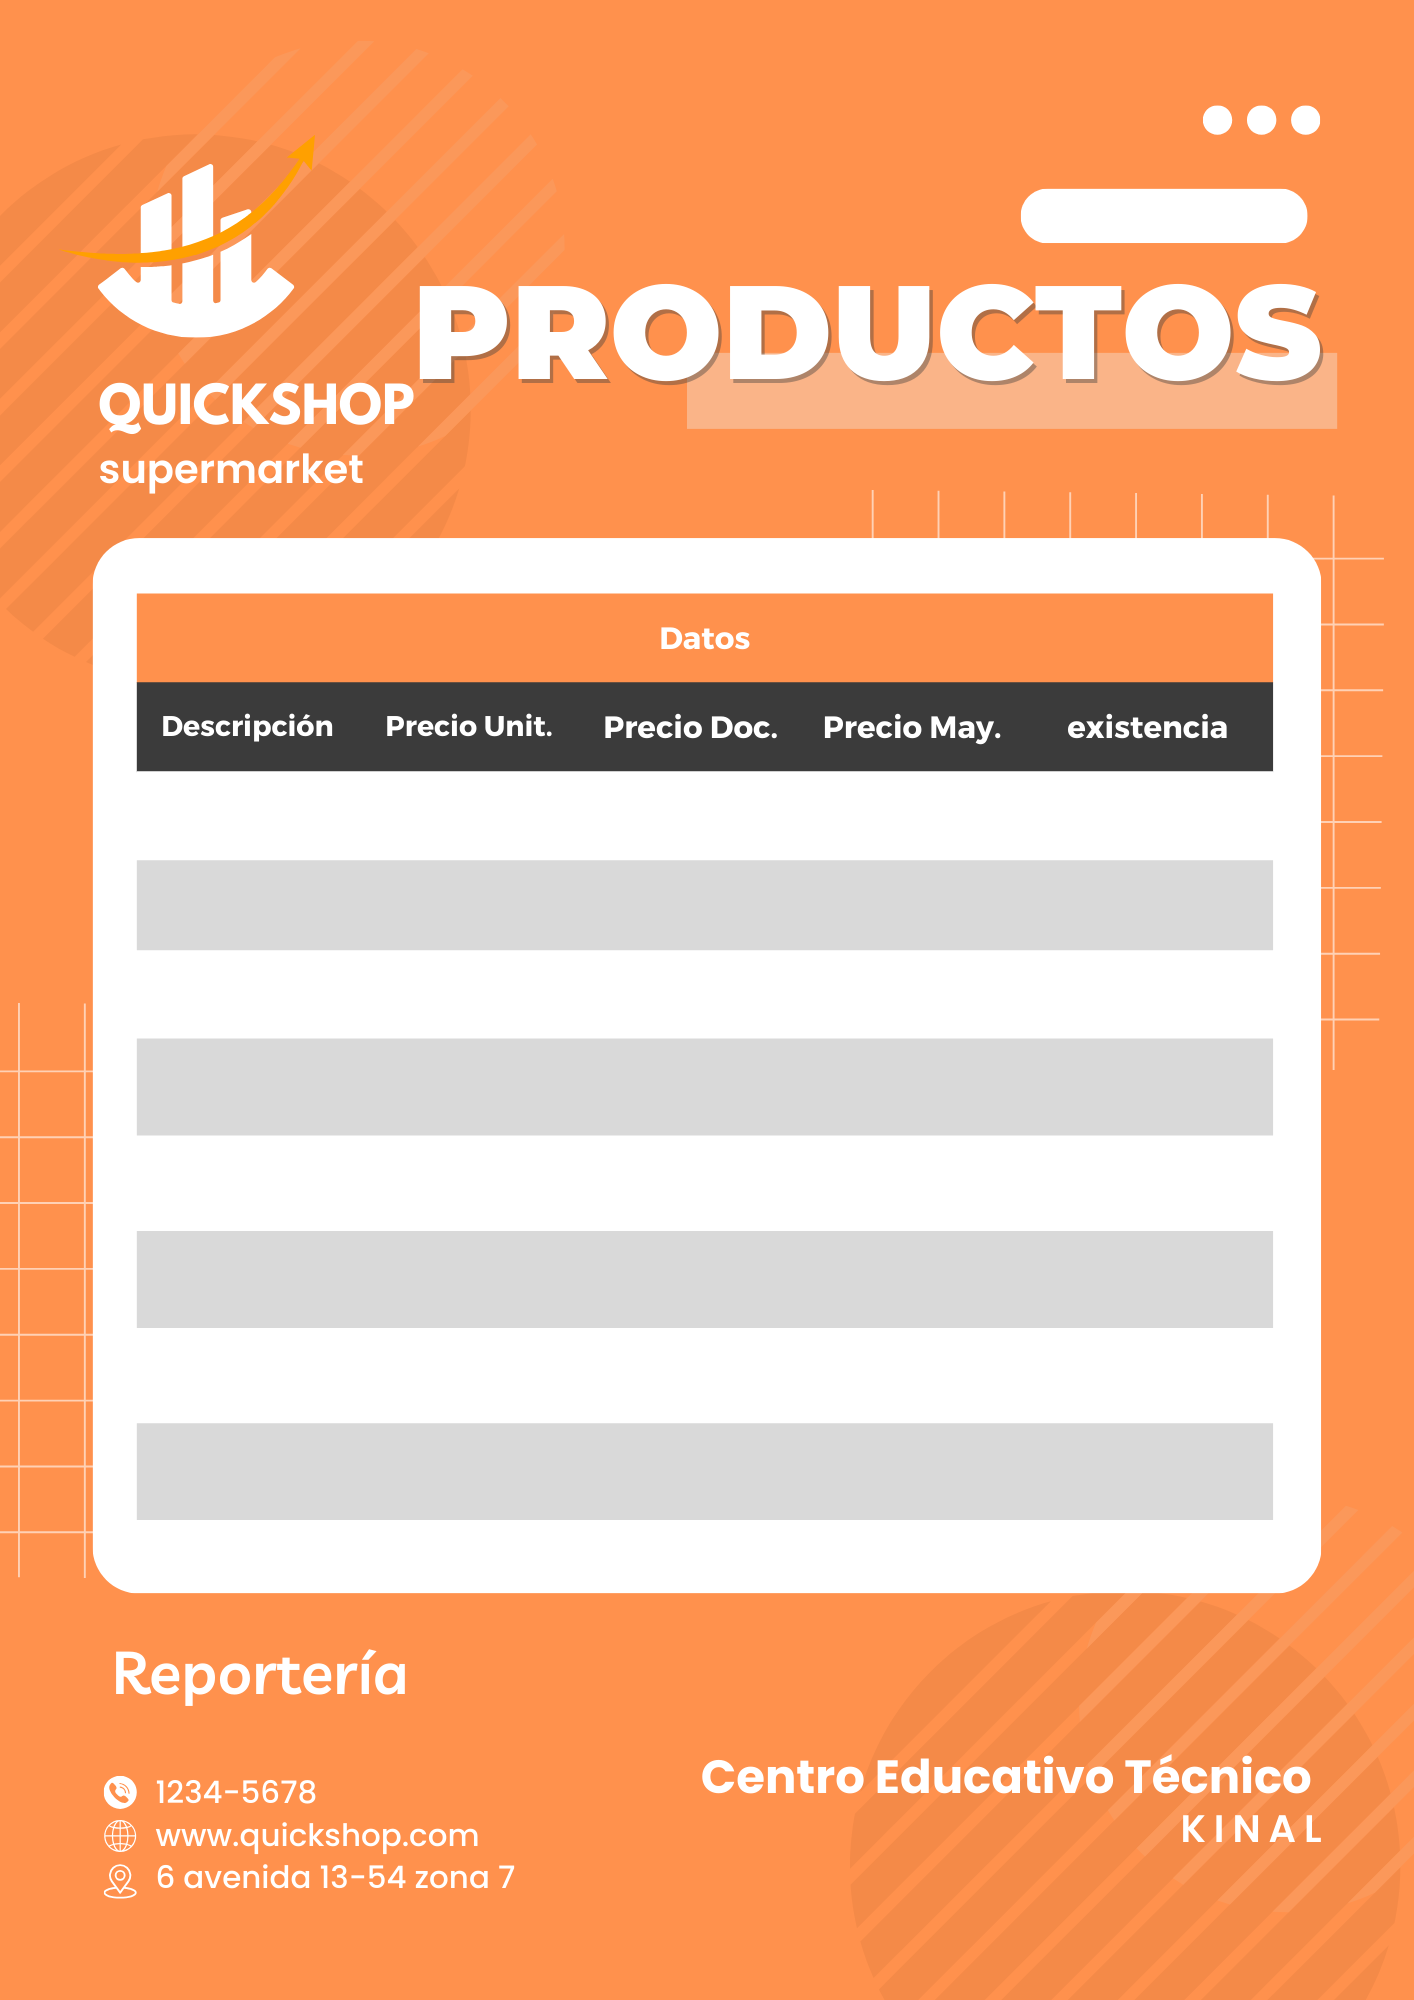 PRODUCTOS
QUICKSHOP
supermarket
Datos
Descripción Precio Unit. Precio Doc. Precio May. existencia
Reportería
1234-5678
www.quickshop.com
6 avenida 13-54 zona 7
Centro Educativo Técnico
KINAL